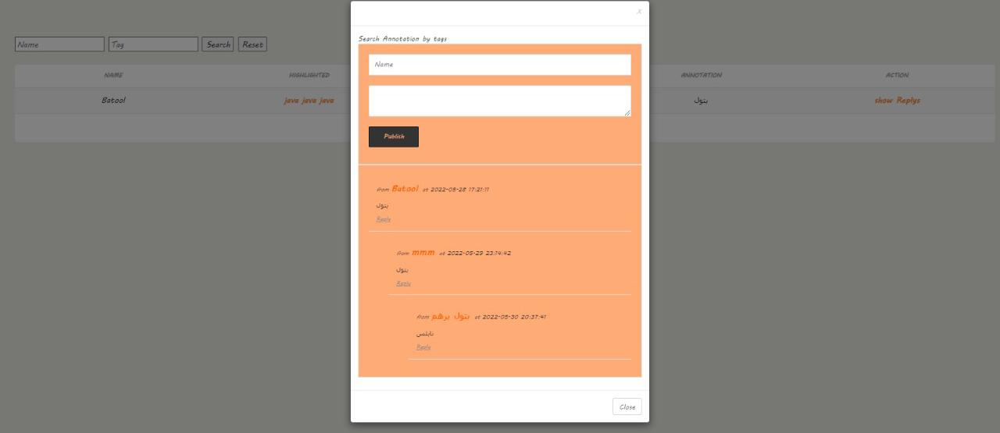 x
Search Annotation by tags
Name Tag Search Reset
Name
NAME HIGHLIGHTED ANNOTATION ACTION
Batool java java java بتول show Replys
Publish
from Batool at 2022-05-28 17:21:11
بتول
Reply
from mmm at 2022-05-29 23:14:42
بتول
Reply
from بتول برهم at 2022-05-30 20:37:41
نابلس
Reply
Close